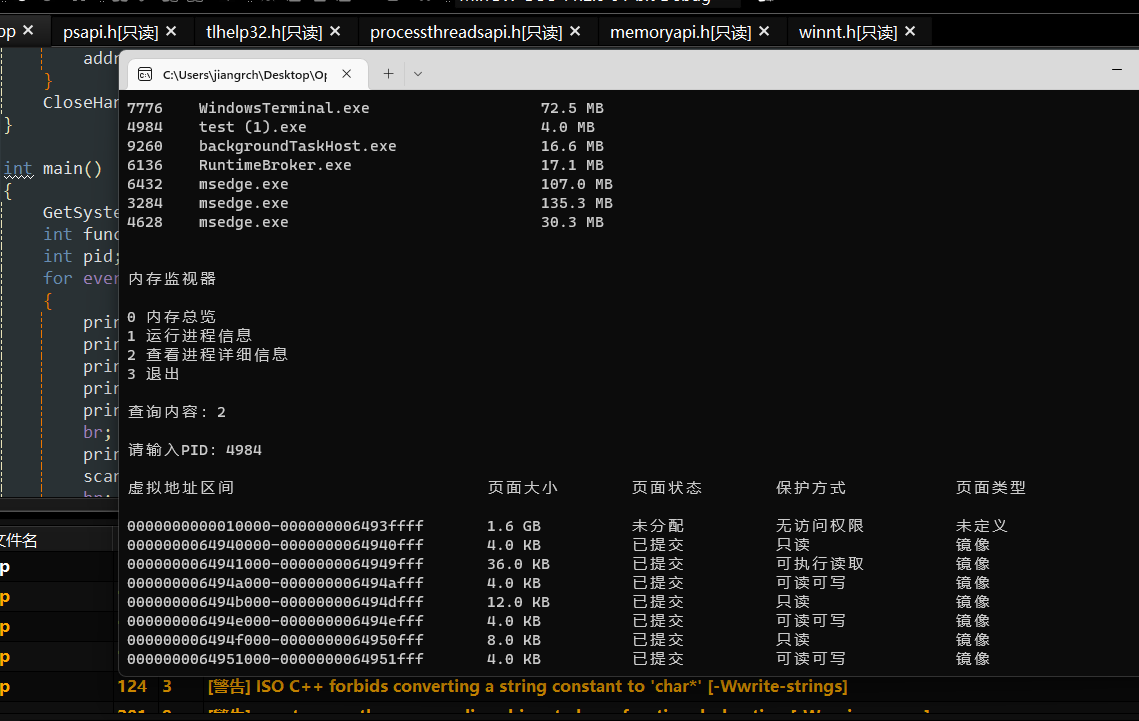 pp × psapi.h[只读] × tlhelp32.h[只读] × processthreadsapi.h[只读] × memoryapi.h[只读] × winnt.h[只读] ×
addr
}
CloseHan
}
int main()
{
GetSyste
int func
int pid;
for ever
{
prin
prin
prin
prin
prin
br;
prin
scan
C:\Users\jiangrch\Desktop\Op × +
7776 WindowsTerminal.exe 72.5 MB
4984 test (1).exe 4.0 MB
9260 backgroundTaskHost.exe 16.6 MB
6136 RuntimeBroker.exe 17.1 MB
6432 msedge.exe 107.0 MB
3284 msedge.exe 135.3 MB
4628 msedge.exe 30.3 MB
内存监视器
0 内存总览
1 运行进程信息
2 查看进程详细信息
3 退出
查询内容: 2
请输入PID: 4984
虚拟地址区间 页面大小 页面状态 保护方式 页面类型
0000000000010000-000000006493ffff 1.6 GB 未分配 无访问权限 未定义
0000000064940000-0000000064940fff 4.0 KB 已提交 只读 镜像
0000000064941000-0000000064949fff 36.0 KB 已提交 可执行读取 镜像
000000006494a000-000000006494afff 4.0 KB 已提交 可读可写 镜像
000000006494b000-000000006494dfff 12.0 KB 已提交 只读 镜像
000000006494e000-000000006494efff 4.0 KB 已提交 可读可写 镜像
000000006494f000-0000000064950fff 8.0 KB 已提交 只读 镜像
0000000064951000-0000000064951fff 4.0 KB 已提交 可读可写 镜像
文件名
p
p
p
p
p 124 3 [警告] ISO C++ forbids converting a string constant to 'char*' [-Wwrite-strings]